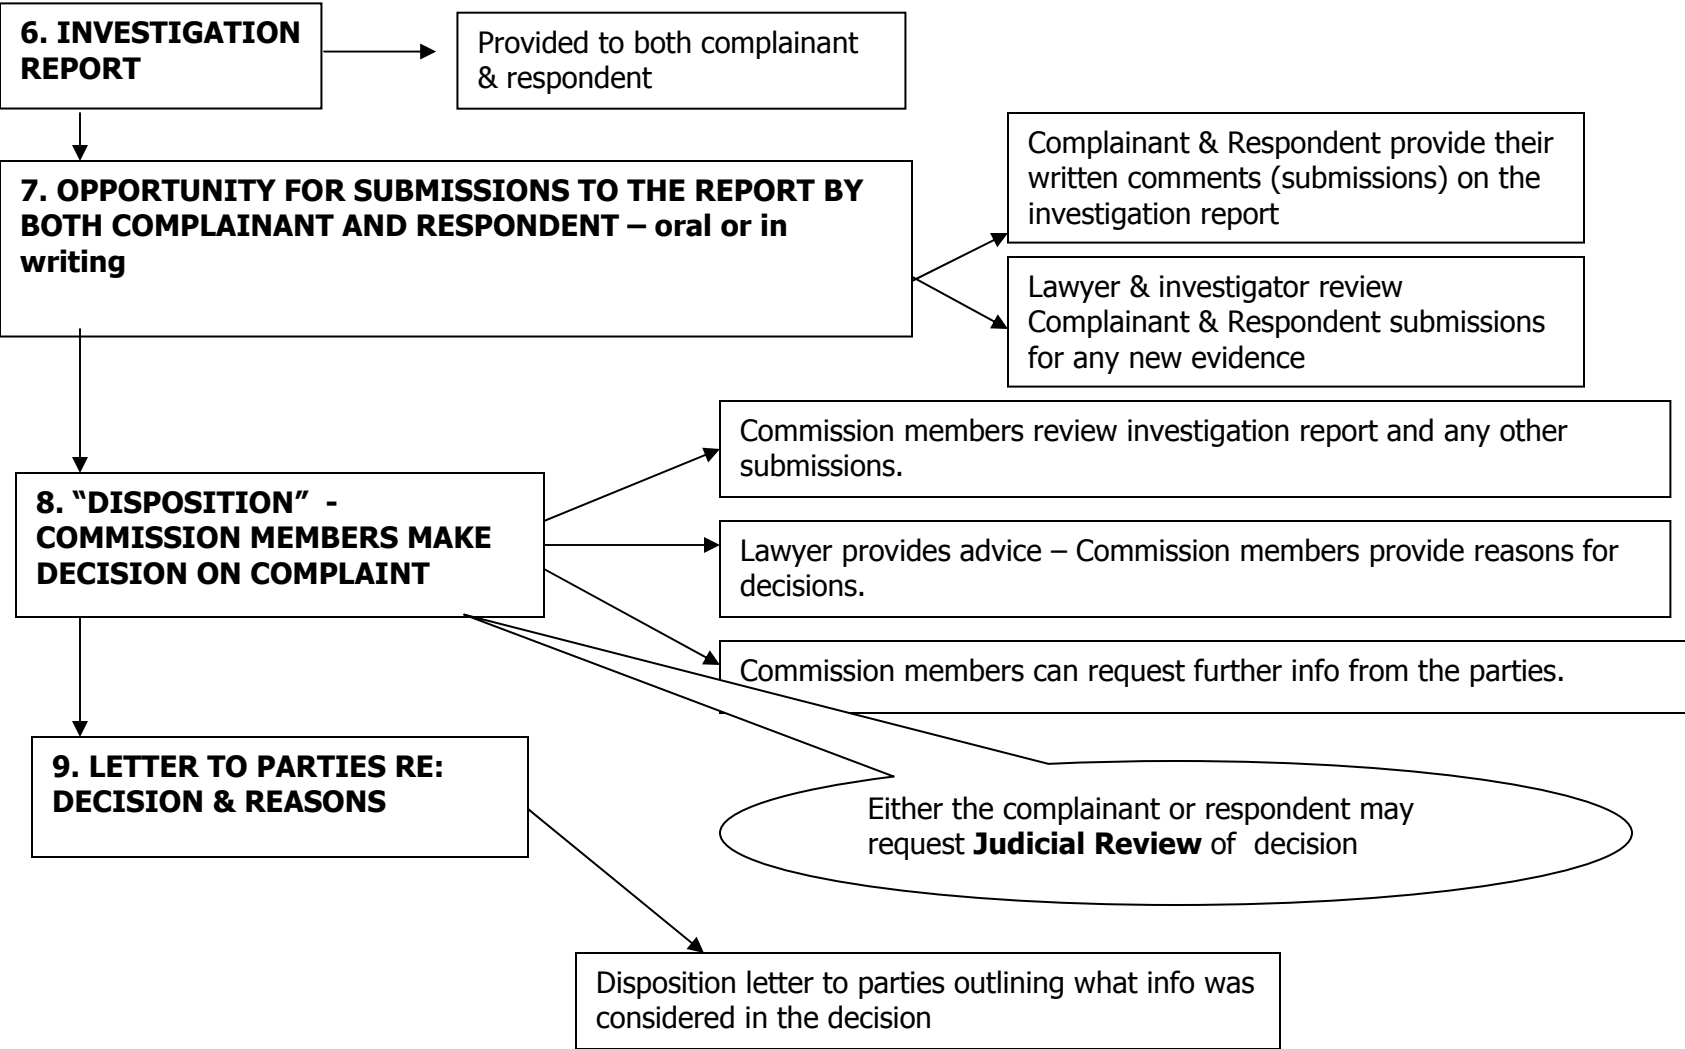 6. INVESTIGATION
REPORT
Provided to both complainant
& respondent
7. OPPORTUNITY FOR SUBMISSIONS TO THE REPORT BY
BOTH COMPLAINANT AND RESPONDENT – oral or in
writing
Complainant & Respondent provide their
written comments (submissions) on the
investigation report
Lawyer & investigator review
Complainant & Respondent submissions
for any new evidence
8. “DISPOSITION” -
COMMISSION MEMBERS MAKE
DECISION ON COMPLAINT
Commission members review investigation report and any other
submissions.
Lawyer provides advice – Commission members provide reasons for
decisions.
Commission members can request further info from the parties.
Either the complainant or respondent may
request Judicial Review of decision
9. LETTER TO PARTIES RE:
DECISION & REASONS
Disposition letter to parties outlining what info was
considered in the decision